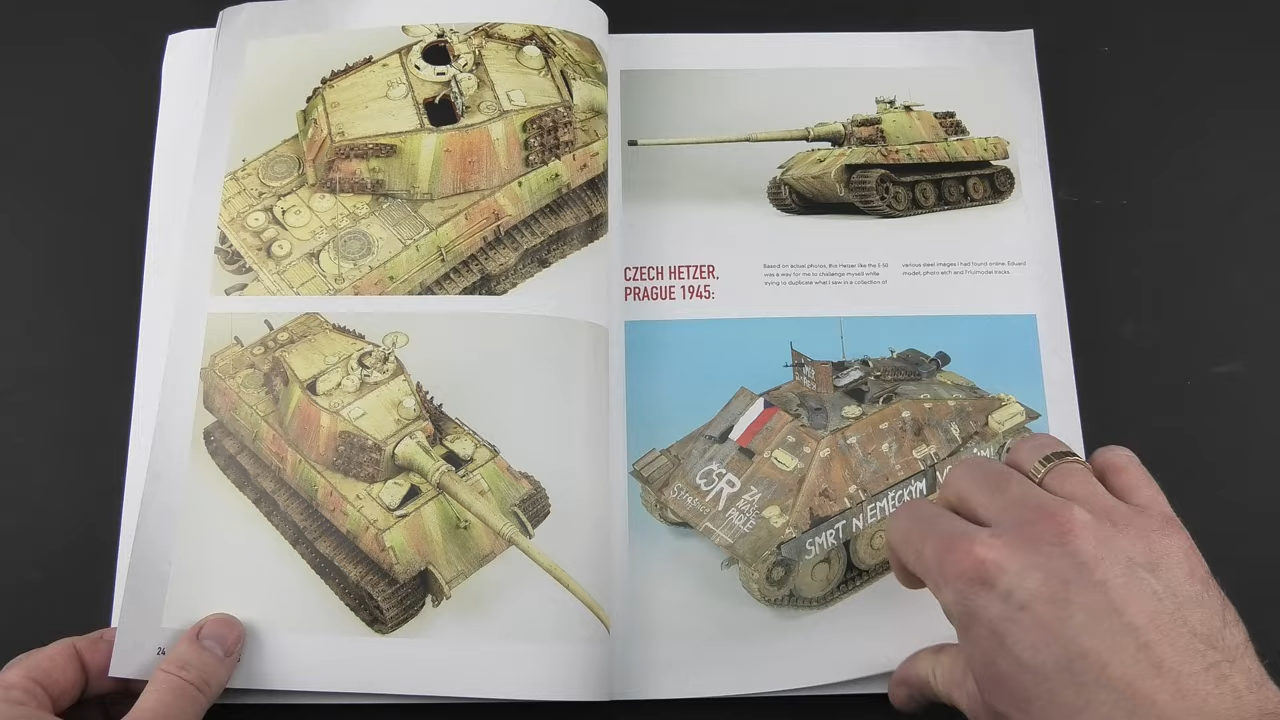 24
CZECH HETZER,
PRAGUE 1945:
Based on actual photos, this Hetzer like the E-50
was a way for me to challenge myself while
trying to duplicate what I saw in a collection of
various steel images I had found online. Eduard
model, photo etch and Friulmodel tracks.
ČSR
ZA
NAŠE
PADLÉ
SMRT NĚMECKÝM